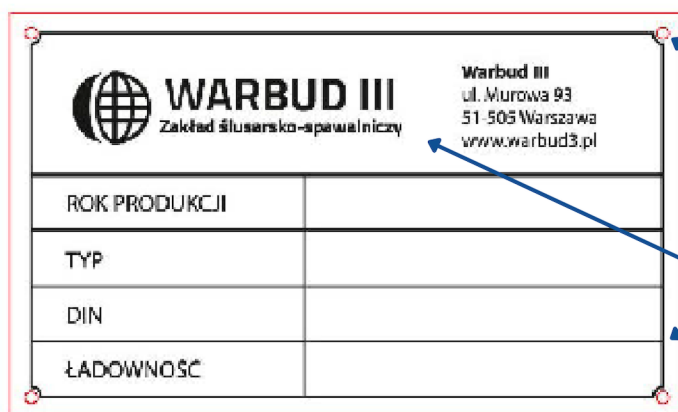 WARBUD III
Zakład ślusarsko-spawalniczy
Warbud III
ul. Murowa 93
51-505 Warszawa
www.warbud3.pl
ROK PRODUKCJI
TYP
DIN
ŁADOWNOŚĆ